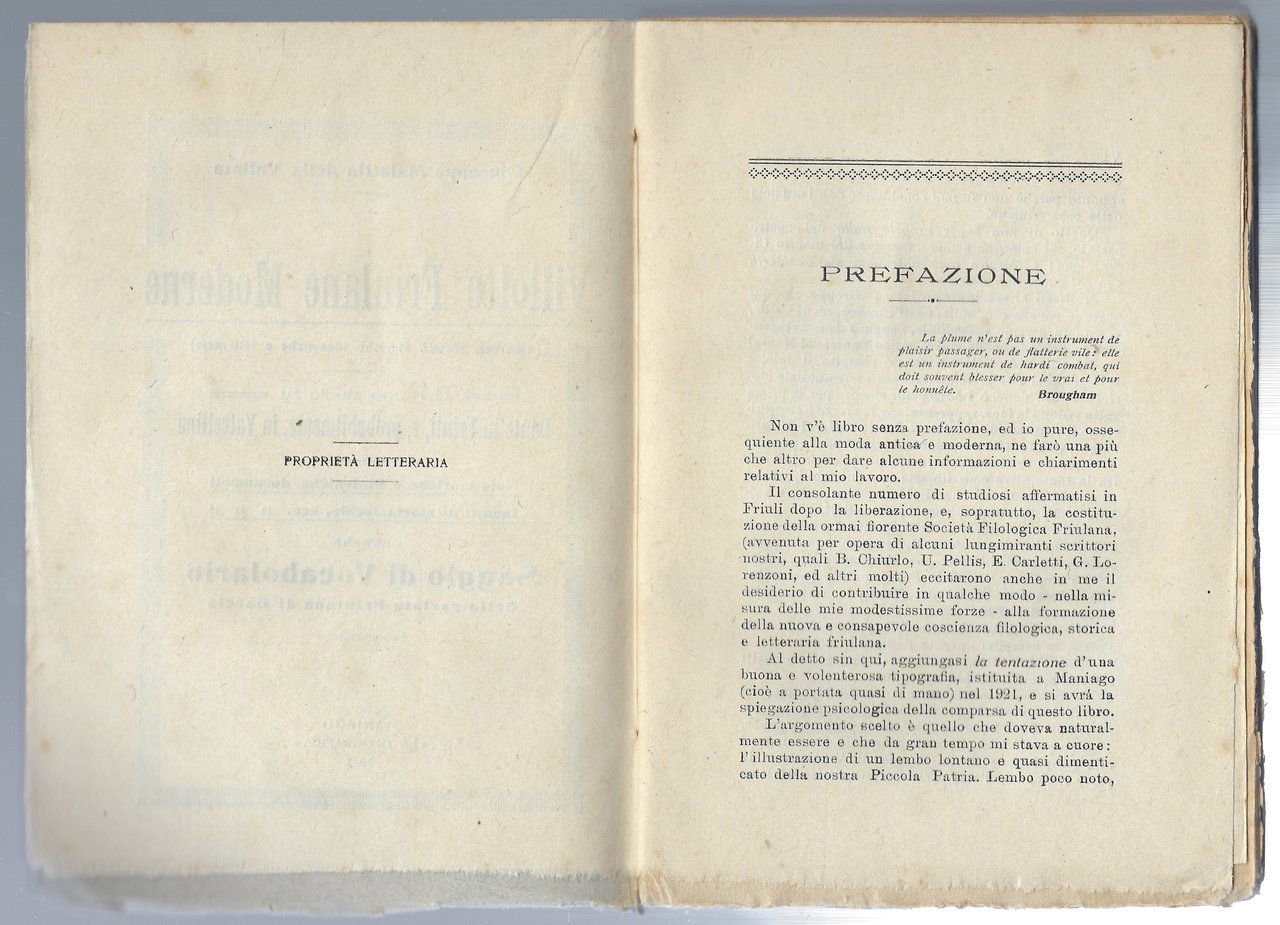 PROPRIETÀ LETTERARIA
PREFAZIONE
La plume n'est pas un instrument de
plaisir passager, ou de flatterie vile: elle
est un instrument de hardi combat, qui
doit souvent blesser pour le vrai et pour
le honnête. Brougham
Non v'è libro senza prefazione, ed io pure, osse-
quiente alla moda antica e moderna, ne farò una più
che altro per dare alcune informazioni e chiarimenti
relativi al mio lavoro.
Il consolante numero di studiosi affermatisi in
Friuli dopo la liberazione, e, sopratutto, la costitu-
zione della ormai fiorente Società Filologica Friulana,
(avvenuta per opera di alcuni lungimiranti scrittori
nostri, quali B. Chiurlo, U. Pellis, E. Carletti, G. Lo-
renzoni, ed altri molti) eccitarono anche in me il
desiderio di contribuire in qualche modo - nella mi-
sura delle mie modestissime forze - alla formazione
della nuova e consapevole coscienza filologica, storica
e letteraria friulana.
Al detto sin qui, aggiungasi la tentazione d'una
buona e volenterosa tipografia, istituita a Maniago
(cioè a portata quasi di mano) nel 1921, e si avrá la
spiegazione psicologica della comparsa di questo libro.
L'argomento scelto è quello che doveva natural-
mente essere e che da gran tempo mi stava a cuore:
l'illustrazione di un lembo lontano e quasi dimenti-
cato della nostra Piccola Patria. Lembo poco noto,